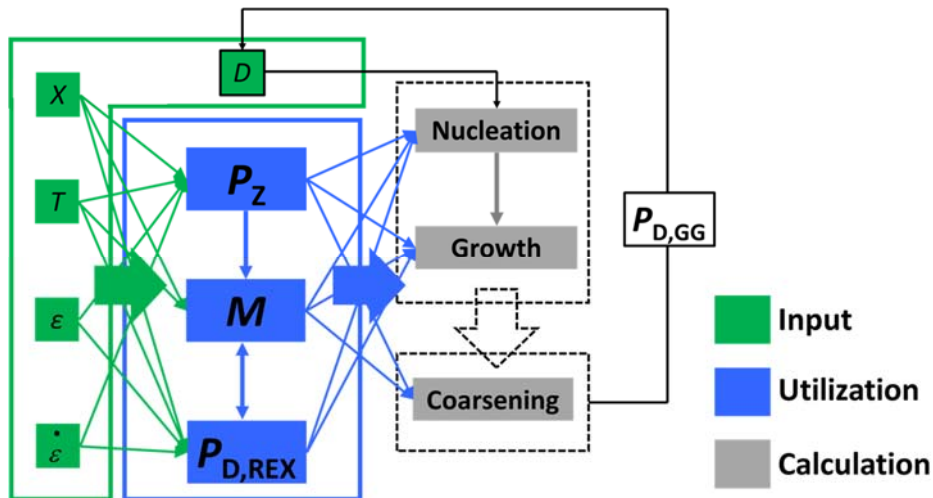 D
X
T
ε
ε̇
P_Z
M
P_D,REX
Nucleation
Growth
Coarsening
P_D,GG
Input
Utilization
Calculation